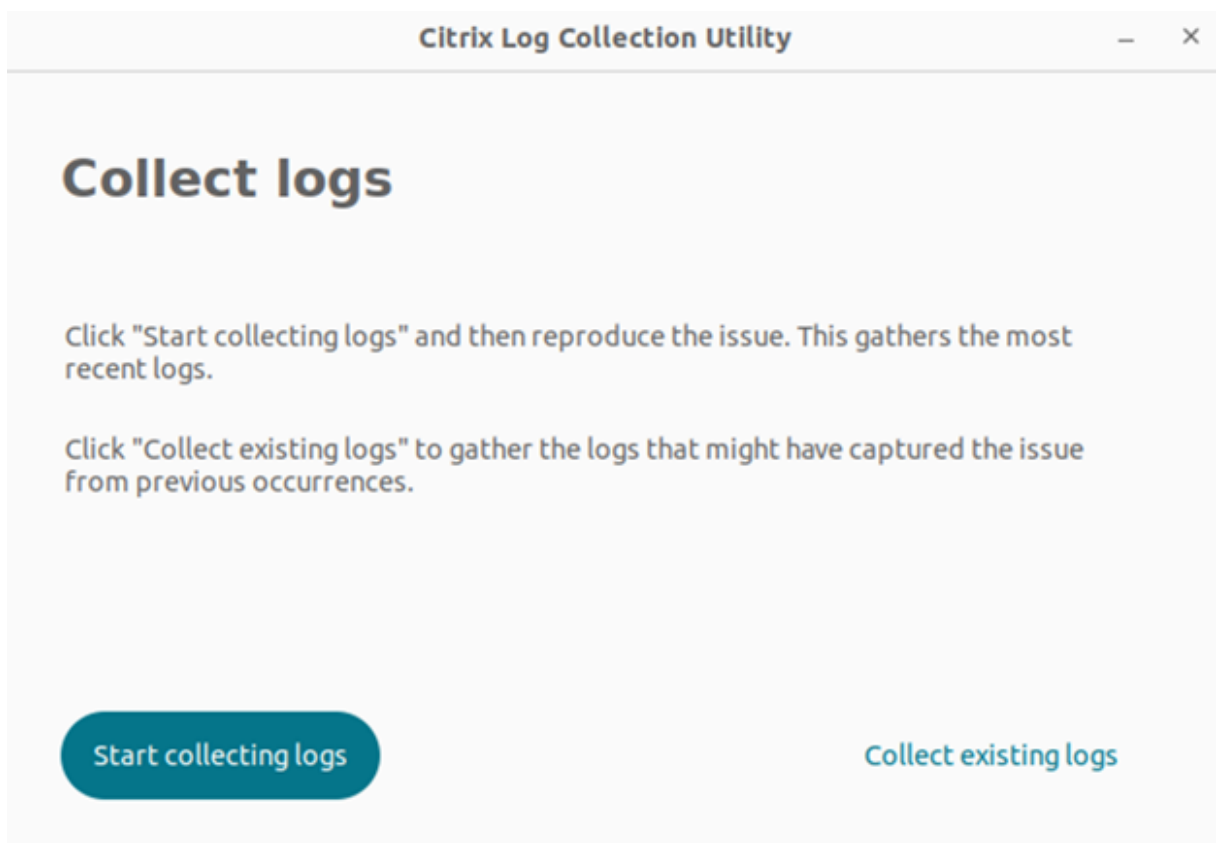 Citrix Log Collection Utility
Collect logs
Click "Start collecting logs" and then reproduce the issue. This gathers the most
recent logs.
Click "Collect existing logs" to gather the logs that might have captured the issue
from previous occurrences.
Start collecting logs
Collect existing logs